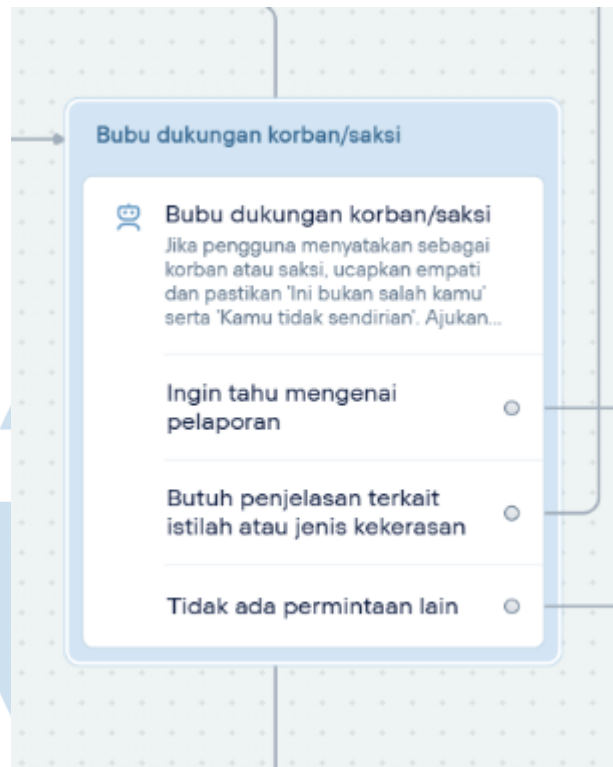 Bubu dukungan korban/saksi
Bubu dukungan korban/saksi
Jika pengguna menyatakan sebagai
korban atau saksi, ucapkan empati
dan pastikan 'Ini bukan salah kamu'
serta 'Kamu tidak sendirian'. Ajukan...
Ingin tahu mengenai
pelaporan
Butuh penjelasan terkait
istilah atau jenis kekerasan
Tidak ada permintaan lain